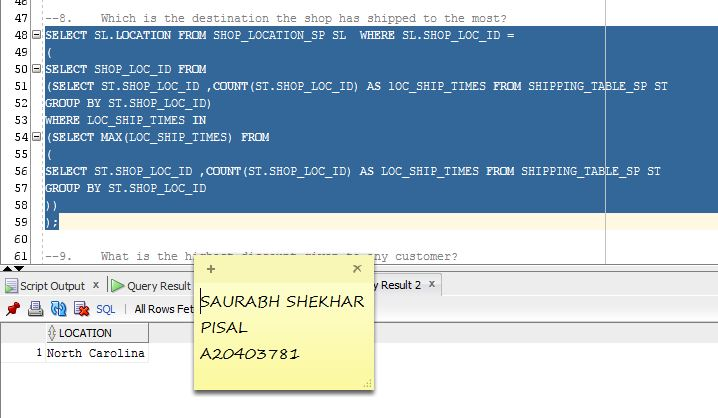 46
47 --8. Which is the destination the shop has shipped to the most?
48 SELECT SL.LOCATION FROM SHOP_LOCATION_SP SL WHERE SL.SHOP_LOC_ID =
49 (
50 SELECT SHOP_LOC_ID FROM
51 (SELECT ST.SHOP_LOC_ID ,COUNT(ST.SHOP_LOC_ID) AS lOC_SHIP_TIMES FROM SHIPPING_TABLE_SP ST
52 GROUP BY ST.SHOP_LOC_ID)
53 WHERE LOC_SHIP_TIMES IN
54 (SELECT MAX(LOC_SHIP_TIMES) FROM
55 (
56 SELECT ST.SHOP_LOC_ID ,COUNT(ST.SHOP_LOC_ID) AS LOC_SHIP_TIMES FROM SHIPPING_TABLE_SP ST
57 GROUP BY ST.SHOP_LOC_ID
58 ))
59 );
60
61 --9. What is the highest discount given to any customer?
Script Output x Query Result y Result 2 x
SQL All Rows Fet
LOCATION
1 North Carolina
SAURABH SHEKHAR
PISAL
A20403781